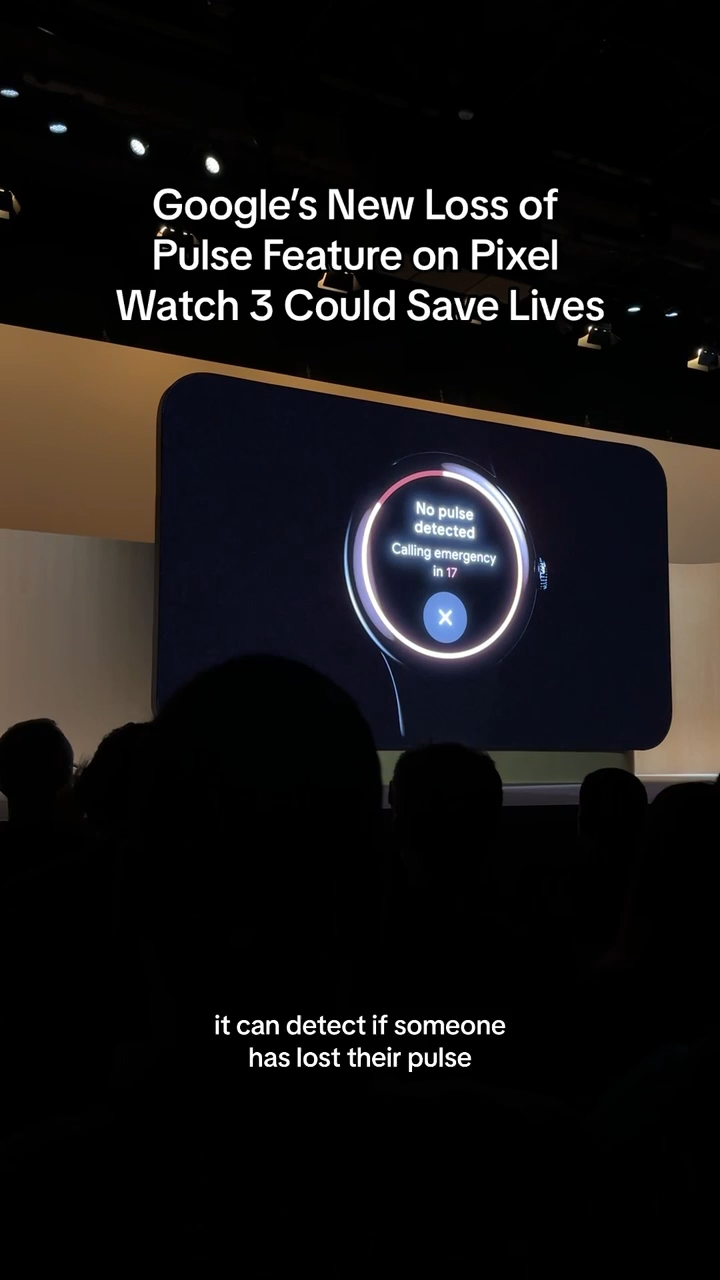 Google’s New Loss of
Pulse Feature on Pixel
Watch 3 Could Save Lives
No pulse
detected
Calling emergency
in 17
it can detect if someone
has lost their pulse